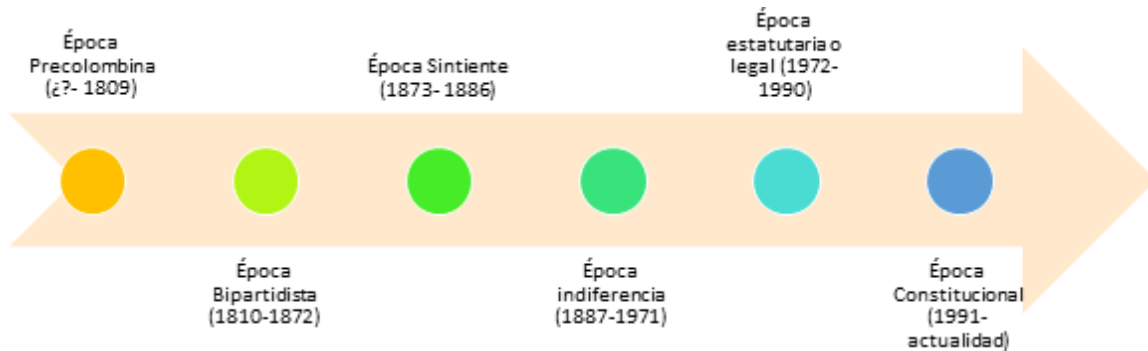 Época
Precolombina
(¿?- 1809)
Época
Bipartidista
(1810-1872)
Época Sintiente
(1873- 1886)
Época
indiferencia
(1887-1971)
Época
estatutaria o
legal (1972-
1990)
Época
Constitucional
(1991-
actualidad)